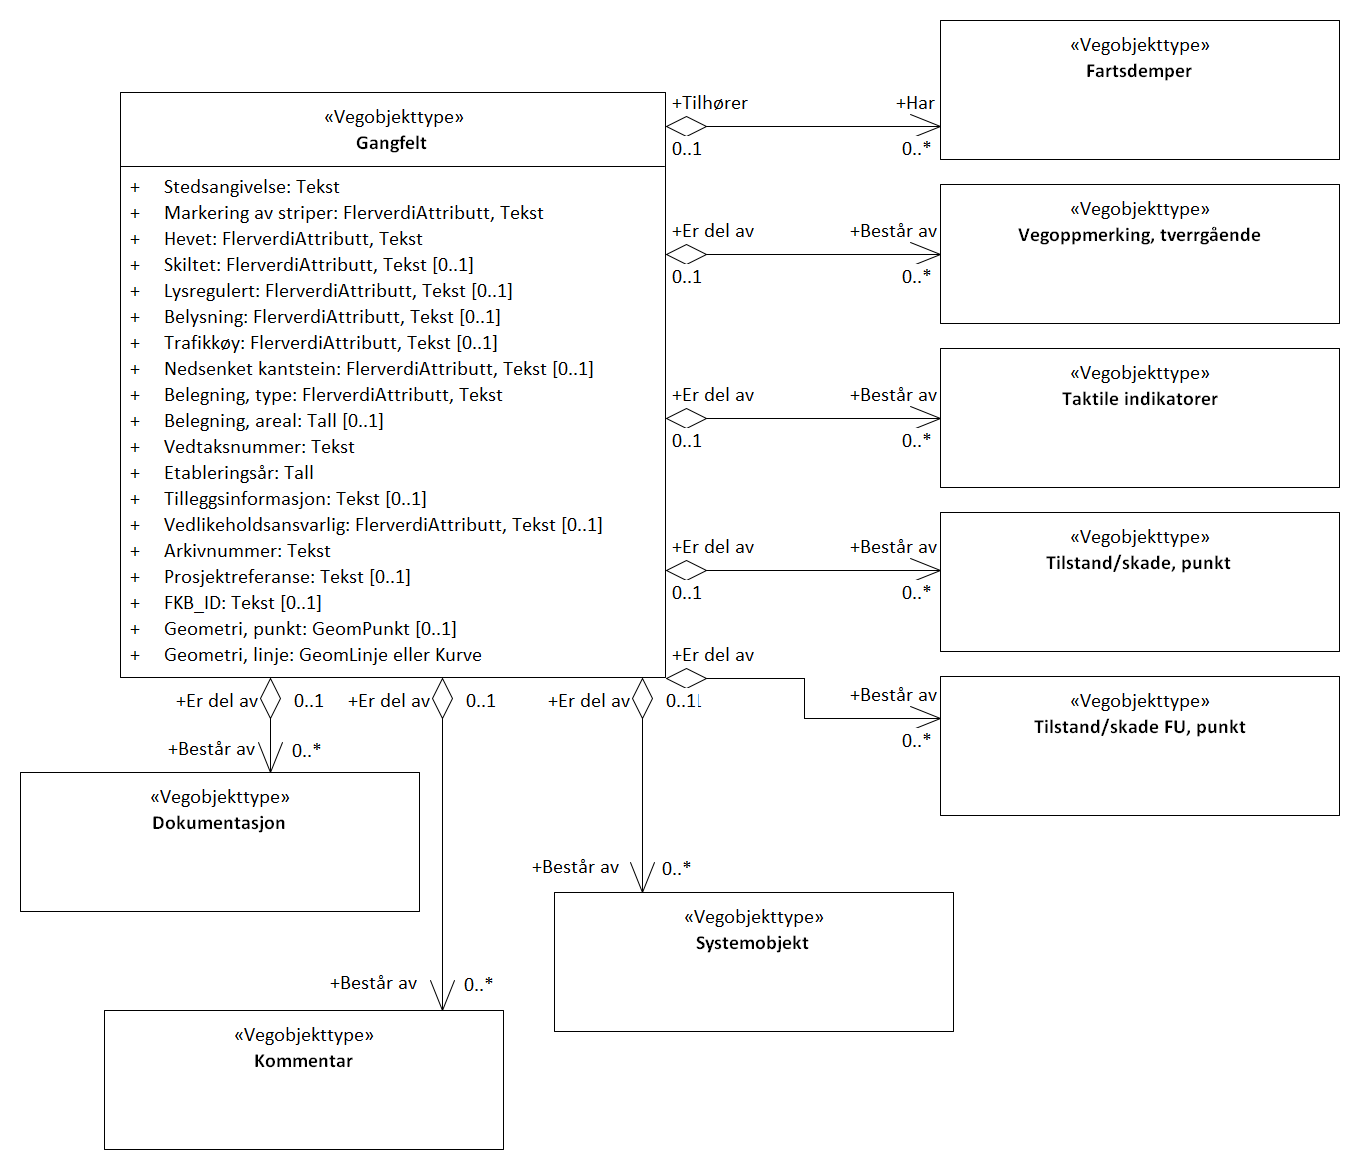 «Vegobjekttype»
Gangfelt
+ Stedsangivelse: Tekst
+ Markering av striper: FlerverdiAttributt, Tekst
+ Hevet: FlerverdiAttributt, Tekst
+ Skiltet: FlerverdiAttributt, Tekst [0..1]
+ Lysregulert: FlerverdiAttributt, Tekst [0..1]
+ Belysning: FlerverdiAttributt, Tekst [0..1]
+ Trafikkøy: FlerverdiAttributt, Tekst [0..1]
+ Nedsenket kantstein: FlerverdiAttributt, Tekst [0..1]
+ Belegning, type: FlerverdiAttributt, Tekst
+ Belegning, areal: Tall [0..1]
+ Vedtaksnummer: Tekst
+ Etableringsår: Tall
+ Tilleggsinformasjon: Tekst [0..1]
+ Vedlikeholdsansvarlig: FlerverdiAttributt, Tekst [0..1]
+ Arkivnummer: Tekst
+ Prosjektreferanse: Tekst [0..1]
+ FKB_ID: Tekst [0..1]
+ Geometri, punkt: GeomPunkt [0..1]
+ Geometri, linje: GeomLinje eller Kurve
+Tilhører +Har
0..1 0..*
«Vegobjekttype»
Fartsdemper
+Er del av +Består av
0..1 0..*
«Vegobjekttype»
Vegoppmerking, tverrgående
+Er del av +Består av
0..1 0..*
«Vegobjekttype»
Taktile indikatorer
+Er del av +Består av
0..1 0..*
«Vegobjekttype»
Tilstand/skade, punkt
+Er del av
0..1
+Består av
0..*
«Vegobjekttype»
Tilstand/skade FU, punkt
+Er del av 0..1
+Består av 0..*
«Vegobjekttype»
Dokumentasjon
+Er del av 0..1
+Består av 0..*
«Vegobjekttype»
Kommentar
+Er del av 0..1
+Består av 0..*
«Vegobjekttype»
Systemobjekt